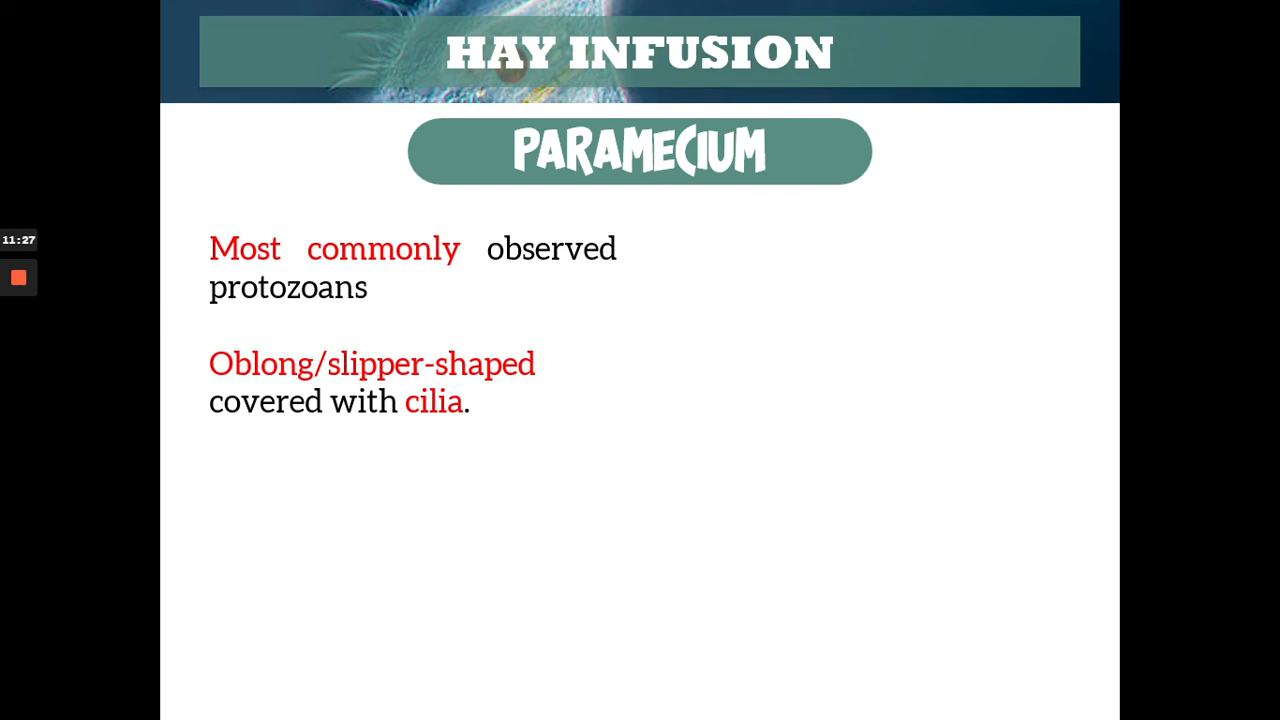 HAY INFUSION
PARAMECIUM
11:27
Most commonly observed
protozoans
Oblong/slipper-shaped
covered with cilia.